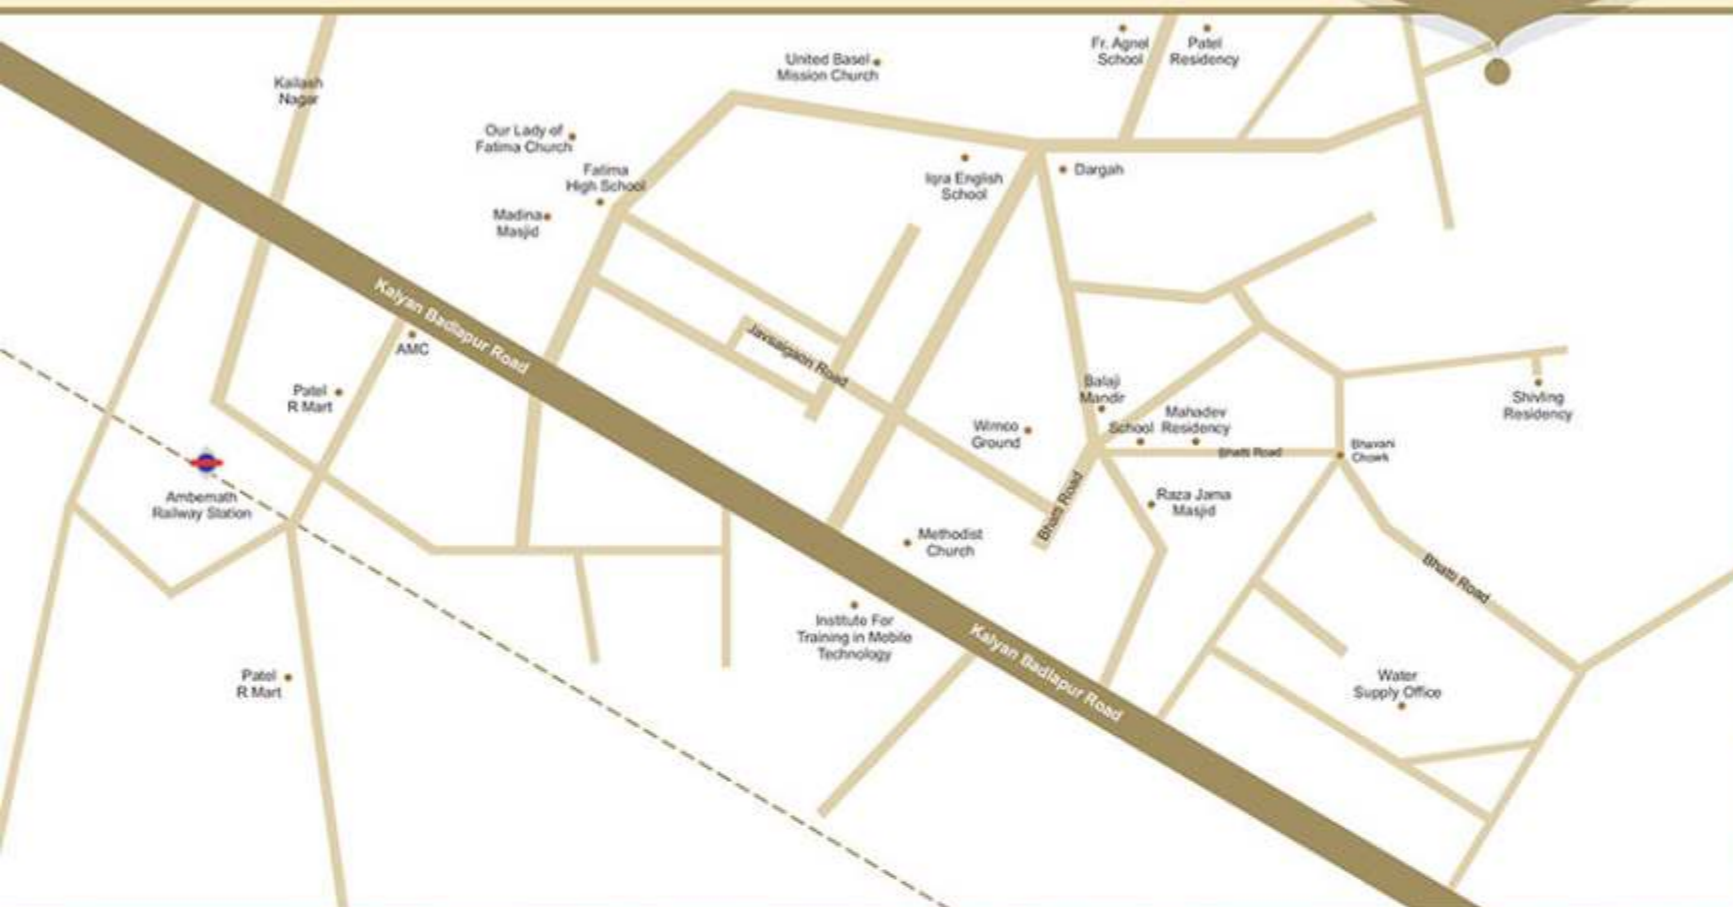 Fr. Agnel
School
Patel
Residency
United Basel
Mission Church
Kailash
Nagar
Our Lady of
Fatima Church
Fatima
High School
Iqra English
School
Dargah
Madina
Masjid
Kalyan Badlapur Road
AMC
Javsaigaon Road
Patel
R Mart
Balaji
Mandir
Shivling
Residency
Mahadev
Residency
School
Wimco
Ground
Bhatti Road
Bhavani
Chowk
Ambernath
Railway Station
Bhatti Road
Raza Jama
Masjid
Methodist
Church
Bhatti Road
Institute For
Training in Mobile
Technology
Kalyan Badlapur Road
Patel
R Mart
Water
Supply Office